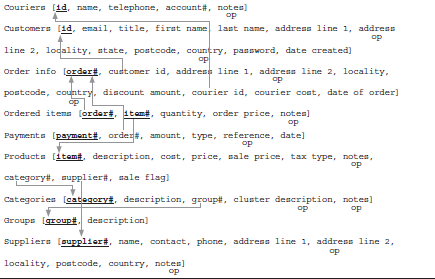 Couriers [id, name, telephone, account#, notes]
op
Customers [id, email, title, first name, last name, address line 1, address
op
line 2, locality, state, postcode, country, password, date created]
op
Order info [order#, customer id, address line 1, address line 2, locality,
op
postcode, country, discount amount, courier id, courier cost, date of order]
op
Ordered items [order#, item#, quantity, order price, notes]
op
Payments [payment#, order#, amount, type, reference, date]
op
Products [item#, description, cost, price, sale price, tax type, notes,
op
category#, supplier#, sale flag]
Categories [category#, description, group#, cluster description, notes]
op op
Groups [group#, description]
Suppliers [supplier#, name, contact, phone, address line 1, address line 2,
op
locality, postcode, country, notes]
op